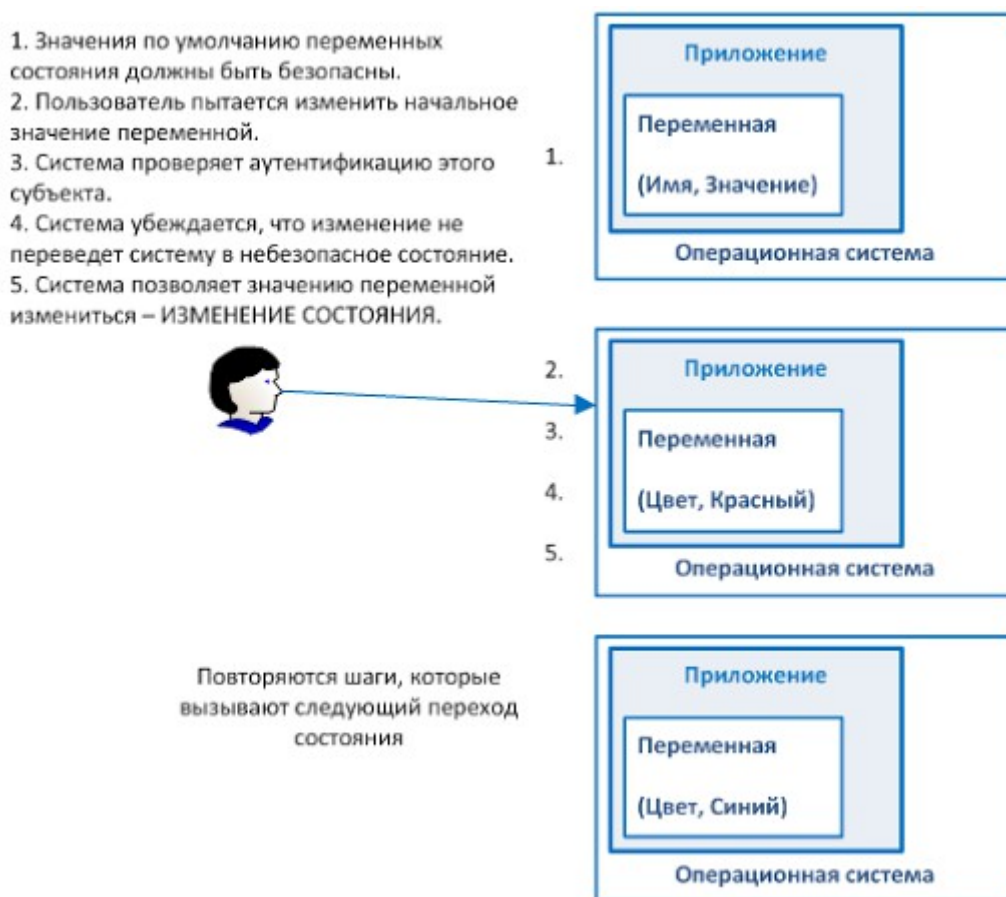 1. Значения по умолчанию переменных
состояния должны быть безопасны.
2. Пользователь пытается изменить начальное
значение переменной.
3. Система проверяет аутентификацию этого
субъекта.
4. Система убеждается, что изменение не
переведет систему в небезопасное состояние.
5. Система позволяет значению переменной
измениться – ИЗМЕНЕНИЕ СОСТОЯНИЯ.
1.
Приложение
Переменная
(Имя, Значение)
Операционная система
2.
3.
4.
5.
Приложение
Переменная
(Цвет, Красный)
Операционная система
Повторяются шаги, которые
вызывают следующий переход
состояния
Приложение
Переменная
(Цвет, Синий)
Операционная система